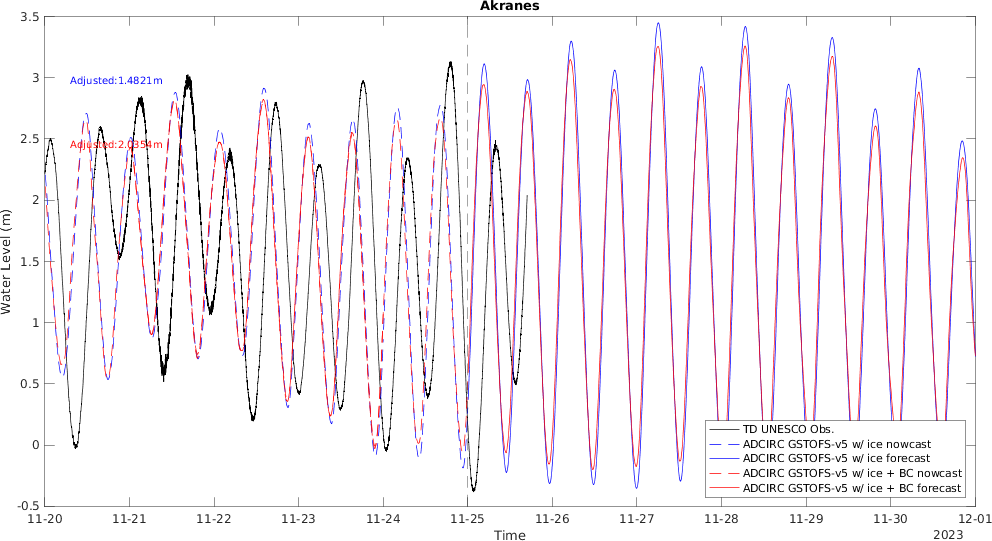 Akranes
3.5
3
2.5
2
1.5
1
0.5
0
-0.5
Water Level (m)
Adjusted:1.4821m
Adjusted:2.0354m
TD UNESCO Obs.
ADCIRC GSTOFS-v5 w/ ice nowcast
ADCIRC GSTOFS-v5 w/ ice forecast
ADCIRC GSTOFS-v5 w/ ice + BC nowcast
ADCIRC GSTOFS-v5 w/ ice + BC forecast
11-20 11-21 11-22 11-23 11-24 11-25 11-26 11-27 11-28 11-29 11-30 12-01
Time
2023